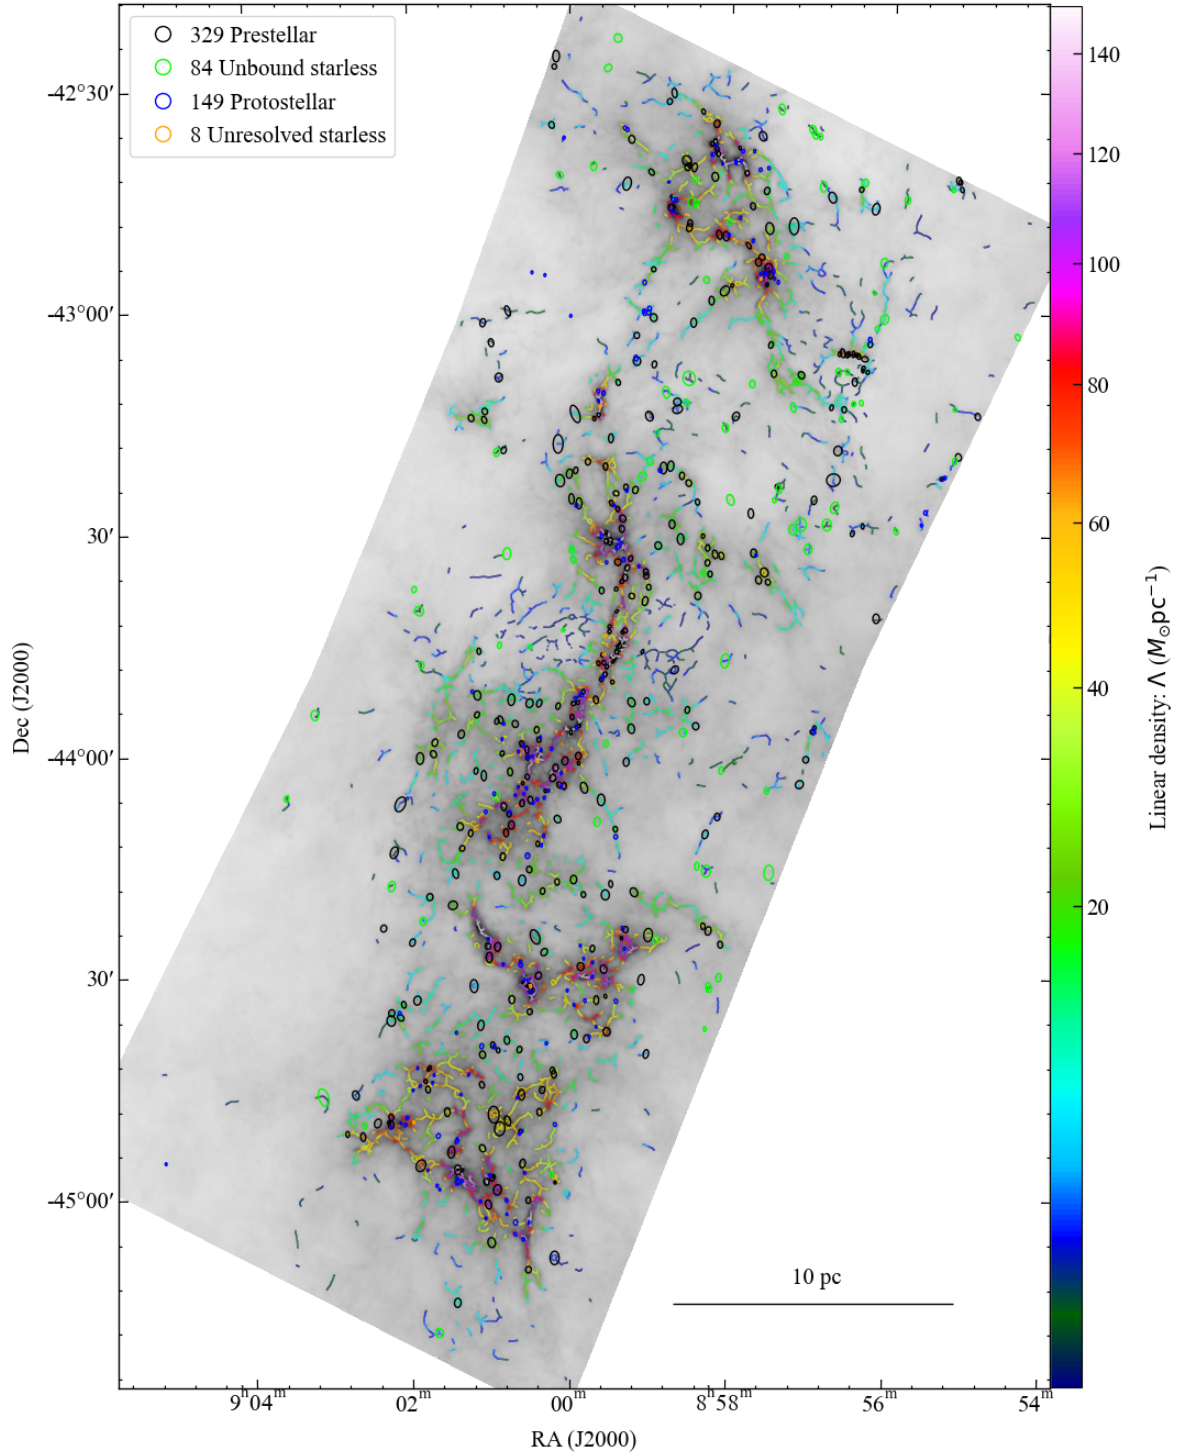 329 Prestellar
84 Unbound starless
149 Protostellar
8 Unresolved starless
-42°30′
-43°00′
30′
-44°00′
30′
-45°00′
Dec (J2000)
10 pc
9ʰ04ᵐ
02ᵐ
00ᵐ
8ʰ58ᵐ
56ᵐ
54ᵐ
RA (J2000)
140
120
100
80
60
40
20
Linear density: Λ (M⊙pc⁻¹)